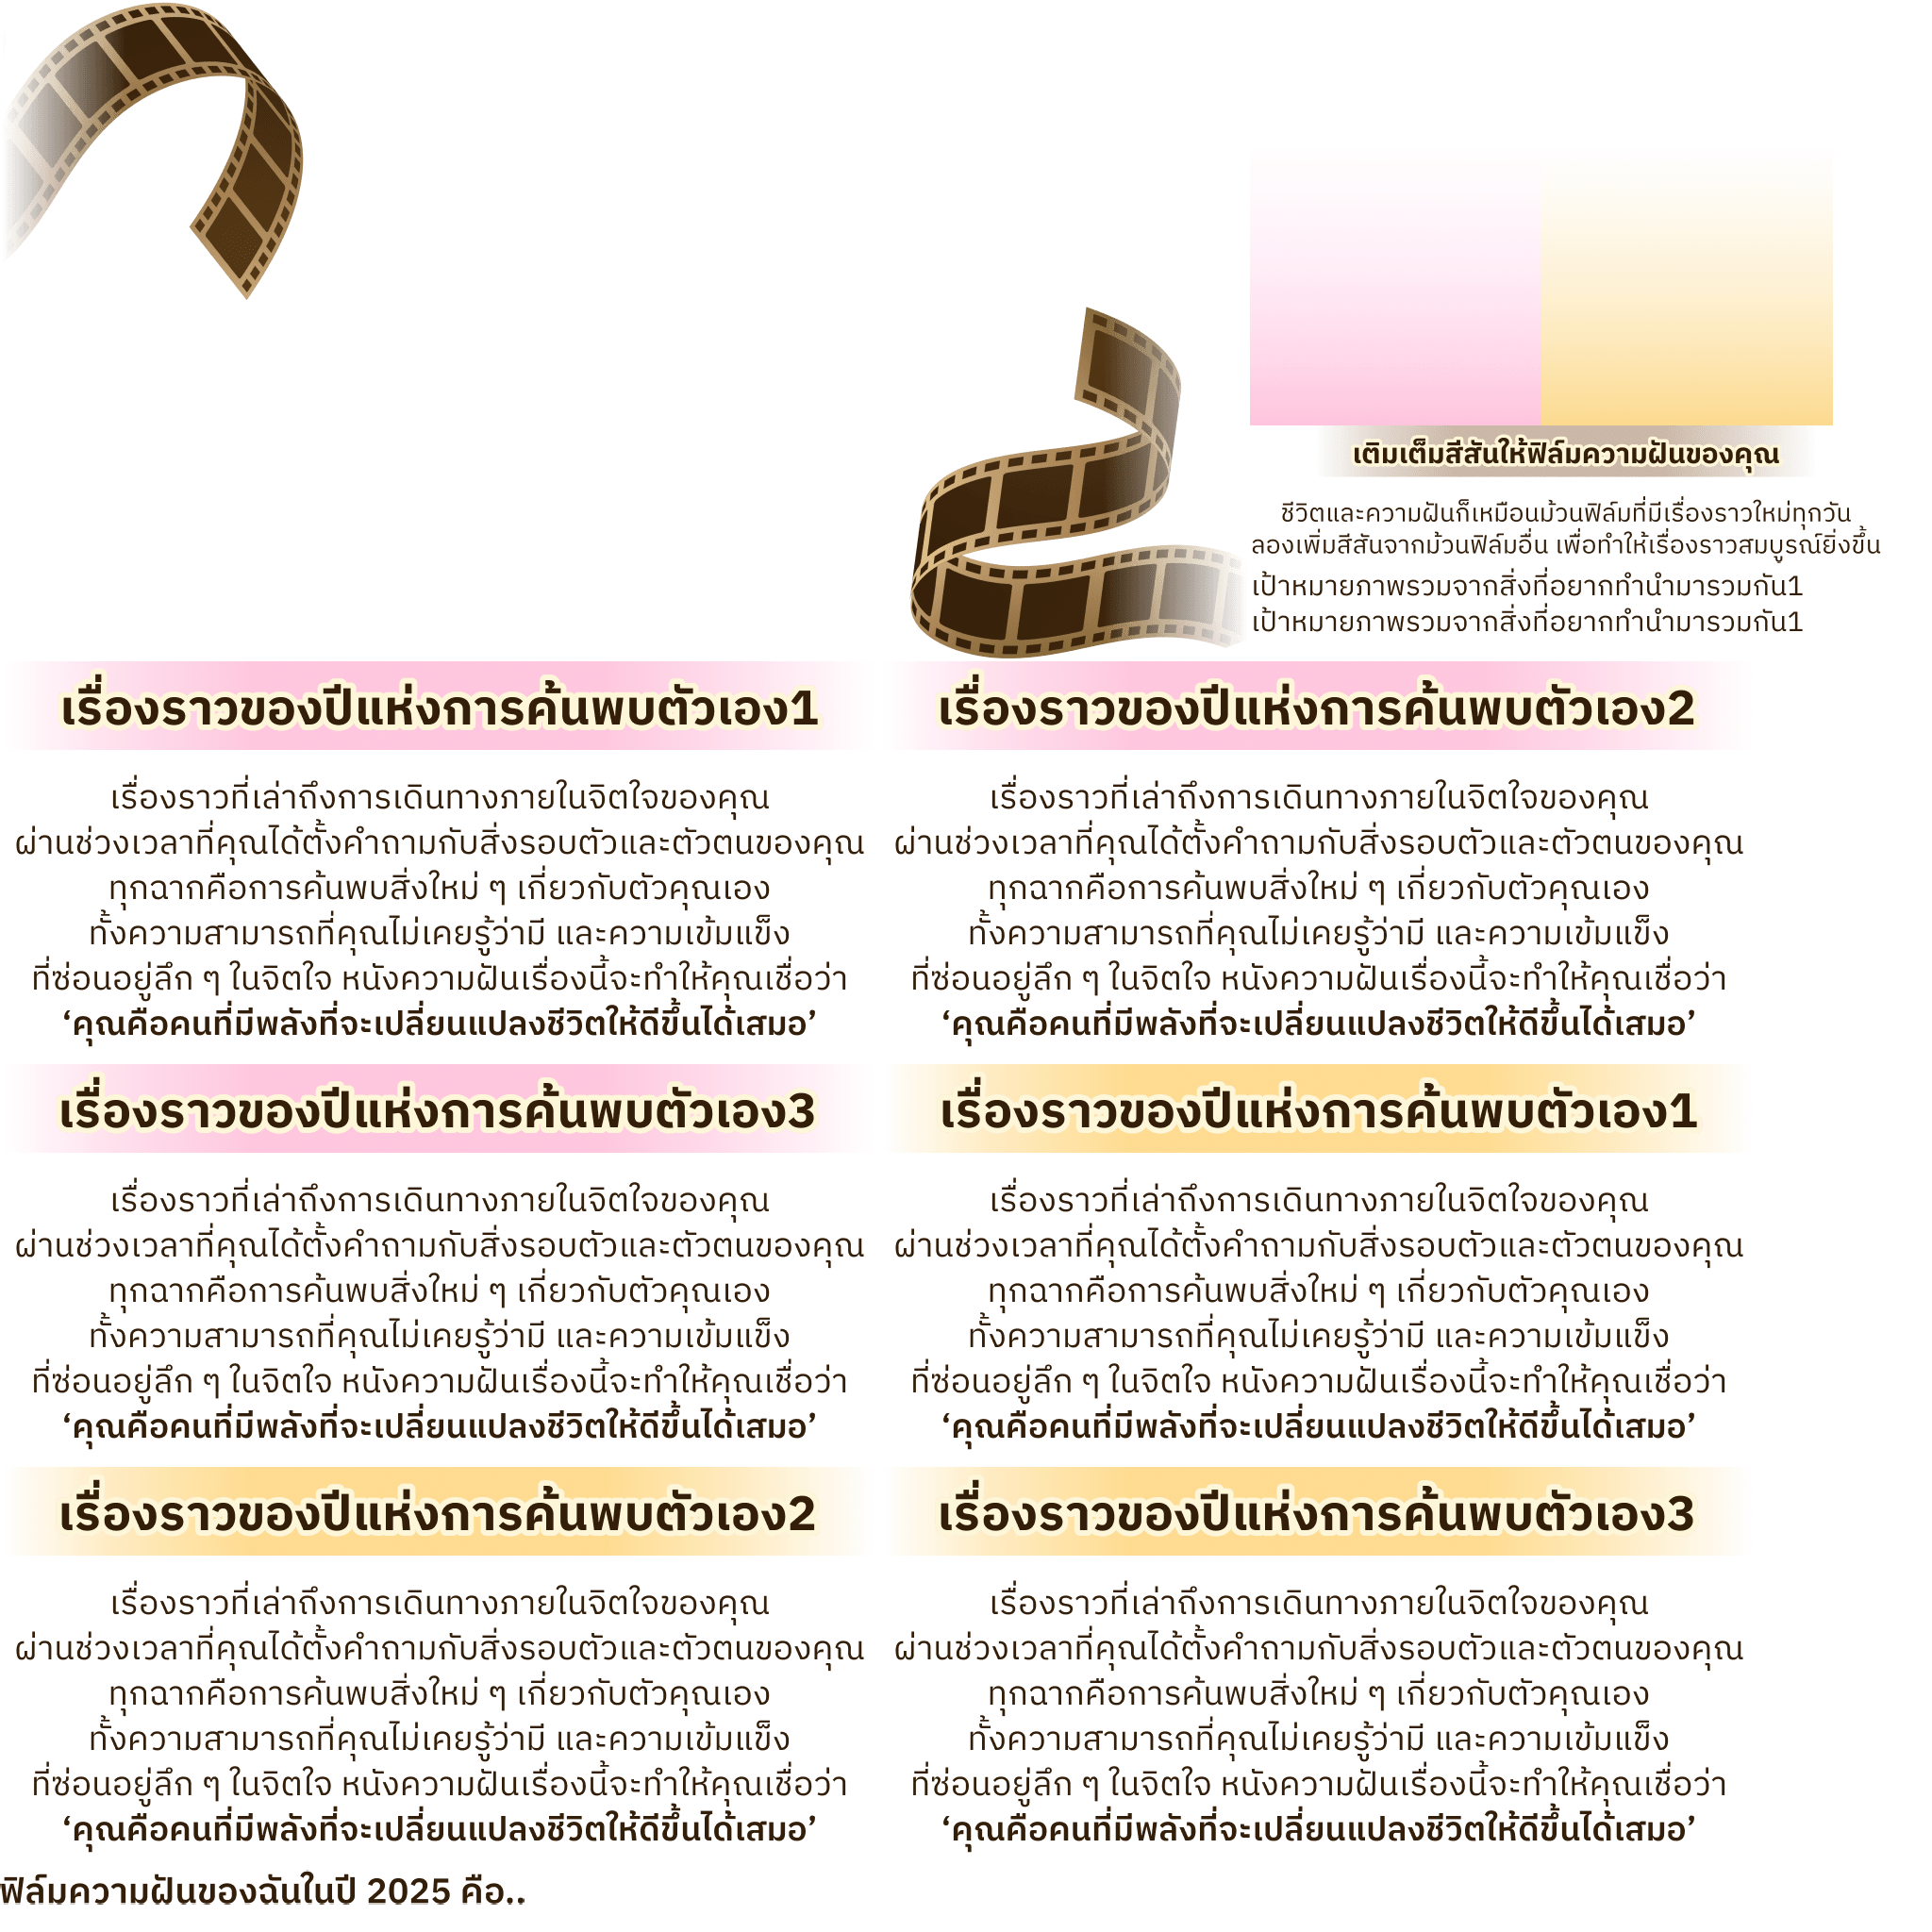 เติมเต็มสีสันให้ฟิล์มความฝันของคุณ
ชีวิตและความฝันก็เหมือนม้วนฟิล์มที่มีเรื่องราวใหม่ทุกวัน
ลองเพิ่มสีสันจากม้วนฟิล์มอื่น เพื่อทำให้เรื่องราวสมบูรณ์ยิ่งขึ้น
เป้าหมายภาพรวมจากสิ่งที่อยากทำนำมารวมกัน1
เป้าหมายภาพรวมจากสิ่งที่อยากทำนำมารวมกัน1
เรื่องราวของปีแห่งการค้นพบตัวเอง1
เรื่องราวที่เล่าถึงการเดินทางภายในจิตใจของคุณ
ผ่านช่วงเวลาที่คุณได้ตั้งคำถามกับสิ่งรอบตัวและตัวตนของคุณ
ทุกฉากคือการค้นพบสิ่งใหม่ ๆ เกี่ยวกับตัวคุณเอง
ทั้งความสามารถที่คุณไม่เคยรู้ว่ามี และความเข้มแข็ง
ที่ซ่อนอยู่ลึก ๆ ในจิตใจ หนังความฝันเรื่องนี้จะทำให้คุณเชื่อว่า
‘คุณคือคนที่มีพลังที่จะเปลี่ยนแปลงชีวิตให้ดีขึ้นได้เสมอ’
เรื่องราวของปีแห่งการค้นพบตัวเอง2
เรื่องราวที่เล่าถึงการเดินทางภายในจิตใจของคุณ
ผ่านช่วงเวลาที่คุณได้ตั้งคำถามกับสิ่งรอบตัวและตัวตนของคุณ
ทุกฉากคือการค้นพบสิ่งใหม่ ๆ เกี่ยวกับตัวคุณเอง
ทั้งความสามารถที่คุณไม่เคยรู้ว่ามี และความเข้มแข็ง
ที่ซ่อนอยู่ลึก ๆ ในจิตใจ หนังความฝันเรื่องนี้จะทำให้คุณเชื่อว่า
‘คุณคือคนที่มีพลังที่จะเปลี่ยนแปลงชีวิตให้ดีขึ้นได้เสมอ’
เรื่องราวของปีแห่งการค้นพบตัวเอง3
เรื่องราวที่เล่าถึงการเดินทางภายในจิตใจของคุณ
ผ่านช่วงเวลาที่คุณได้ตั้งคำถามกับสิ่งรอบตัวและตัวตนของคุณ
ทุกฉากคือการค้นพบสิ่งใหม่ ๆ เกี่ยวกับตัวคุณเอง
ทั้งความสามารถที่คุณไม่เคยรู้ว่ามี และความเข้มแข็ง
ที่ซ่อนอยู่ลึก ๆ ในจิตใจ หนังความฝันเรื่องนี้จะทำให้คุณเชื่อว่า
‘คุณคือคนที่มีพลังที่จะเปลี่ยนแปลงชีวิตให้ดีขึ้นได้เสมอ’
เรื่องราวของปีแห่งการค้นพบตัวเอง1
เรื่องราวที่เล่าถึงการเดินทางภายในจิตใจของคุณ
ผ่านช่วงเวลาที่คุณได้ตั้งคำถามกับสิ่งรอบตัวและตัวตนของคุณ
ทุกฉากคือการค้นพบสิ่งใหม่ ๆ เกี่ยวกับตัวคุณเอง
ทั้งความสามารถที่คุณไม่เคยรู้ว่ามี และความเข้มแข็ง
ที่ซ่อนอยู่ลึก ๆ ในจิตใจ หนังความฝันเรื่องนี้จะทำให้คุณเชื่อว่า
‘คุณคือคนที่มีพลังที่จะเปลี่ยนแปลงชีวิตให้ดีขึ้นได้เสมอ’
เรื่องราวของปีแห่งการค้นพบตัวเอง2
เรื่องราวที่เล่าถึงการเดินทางภายในจิตใจของคุณ
ผ่านช่วงเวลาที่คุณได้ตั้งคำถามกับสิ่งรอบตัวและตัวตนของคุณ
ทุกฉากคือการค้นพบสิ่งใหม่ ๆ เกี่ยวกับตัวคุณเอง
ทั้งความสามารถที่คุณไม่เคยรู้ว่ามี และความเข้มแข็ง
ที่ซ่อนอยู่ลึก ๆ ในจิตใจ หนังความฝันเรื่องนี้จะทำให้คุณเชื่อว่า
‘คุณคือคนที่มีพลังที่จะเปลี่ยนแปลงชีวิตให้ดีขึ้นได้เสมอ’
เรื่องราวของปีแห่งการค้นพบตัวเอง3
เรื่องราวที่เล่าถึงการเดินทางภายในจิตใจของคุณ
ผ่านช่วงเวลาที่คุณได้ตั้งคำถามกับสิ่งรอบตัวและตัวตนของคุณ
ทุกฉากคือการค้นพบสิ่งใหม่ ๆ เกี่ยวกับตัวคุณเอง
ทั้งความสามารถที่คุณไม่เคยรู้ว่ามี และความเข้มแข็ง
ที่ซ่อนอยู่ลึก ๆ ในจิตใจ หนังความฝันเรื่องนี้จะทำให้คุณเชื่อว่า
‘คุณคือคนที่มีพลังที่จะเปลี่ยนแปลงชีวิตให้ดีขึ้นได้เสมอ’
ฟิล์มความฝันของฉันในปี 2025 คือ..